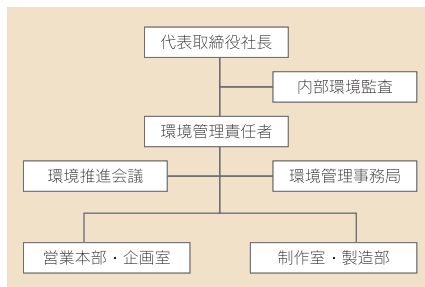 代表取締役社長
内部環境監査
環境管理責任者
環境推進会議
環境管理事務局
営業本部・企画室
制作室・製造部